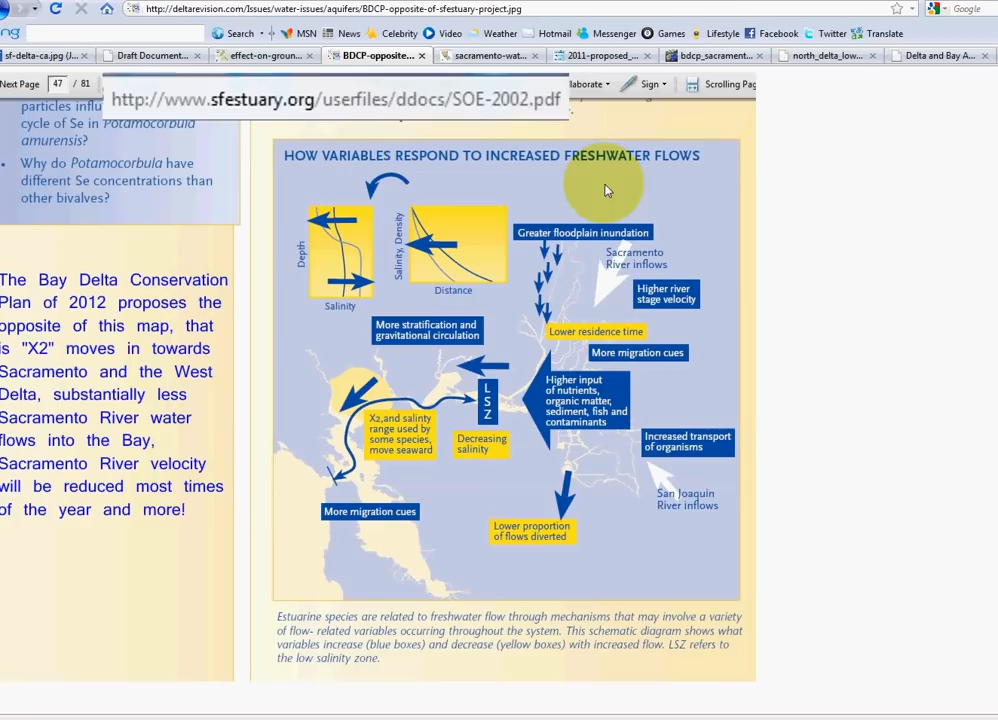 http://deltarevision.com/Issues/water-issues/aquifers/BDCP-opposite-of-sfestuary-project.jpg
Google
Search
MSN
News
Celebrity
Video
Weather
Hotmail
Messenger
Games
Lifestyle
Facebook
Twitter
Translate
sf-delta-ca.jpg (J...
Draft Document...
effect-on-groun...
BDCP-opposite...
sacramento-wat...
2011-proposed_...
bdcp_sacrament...
north_delta_low...
Delta and Bay A...
Next Page
47 / 81
http://www.sfestuary.org/userfiles/ddocs/SOE-2002.pdf
Sign
Scrolling Pag
particles influ
cycle of Se in Potamocorbula
amurensis?
• Why do Potamocorbula have
different Se concentrations than
other bivalves?
The Bay Delta Conservation
Plan of 2012 proposes the
opposite of this map, that
is "X2" moves in towards
Sacramento and the West
Delta, substantially less
Sacramento River water
flows into the Bay,
Sacramento River velocity
will be reduced most times
of the year and more!
HOW VARIABLES RESPOND TO INCREASED FRESHWATER FLOWS
Depth
Salinity
Salinity, Density
Distance
Greater floodplain inundation
Sacramento
River inflows
Higher river
stage velocity
More stratification and
gravitational circulation
Lower residence time
More migration cues
LSZ
Higher input
of nutrients,
organic matter,
sediment, fish and
contaminants
X2,and salinity
range used by
some species,
move seaward
Decreasing
salinity
Increased transport
of organisms
San Joaquin
River inflows
More migration cues
Lower proportion
of flows diverted
Estuarine species are related to freshwater flow through mechanisms that may involve a variety
of flow- related variables occurring throughout the system. This schematic diagram shows what
variables increase (blue boxes) and decrease (yellow boxes) with increased flow. LSZ refers to
the low salinity zone.